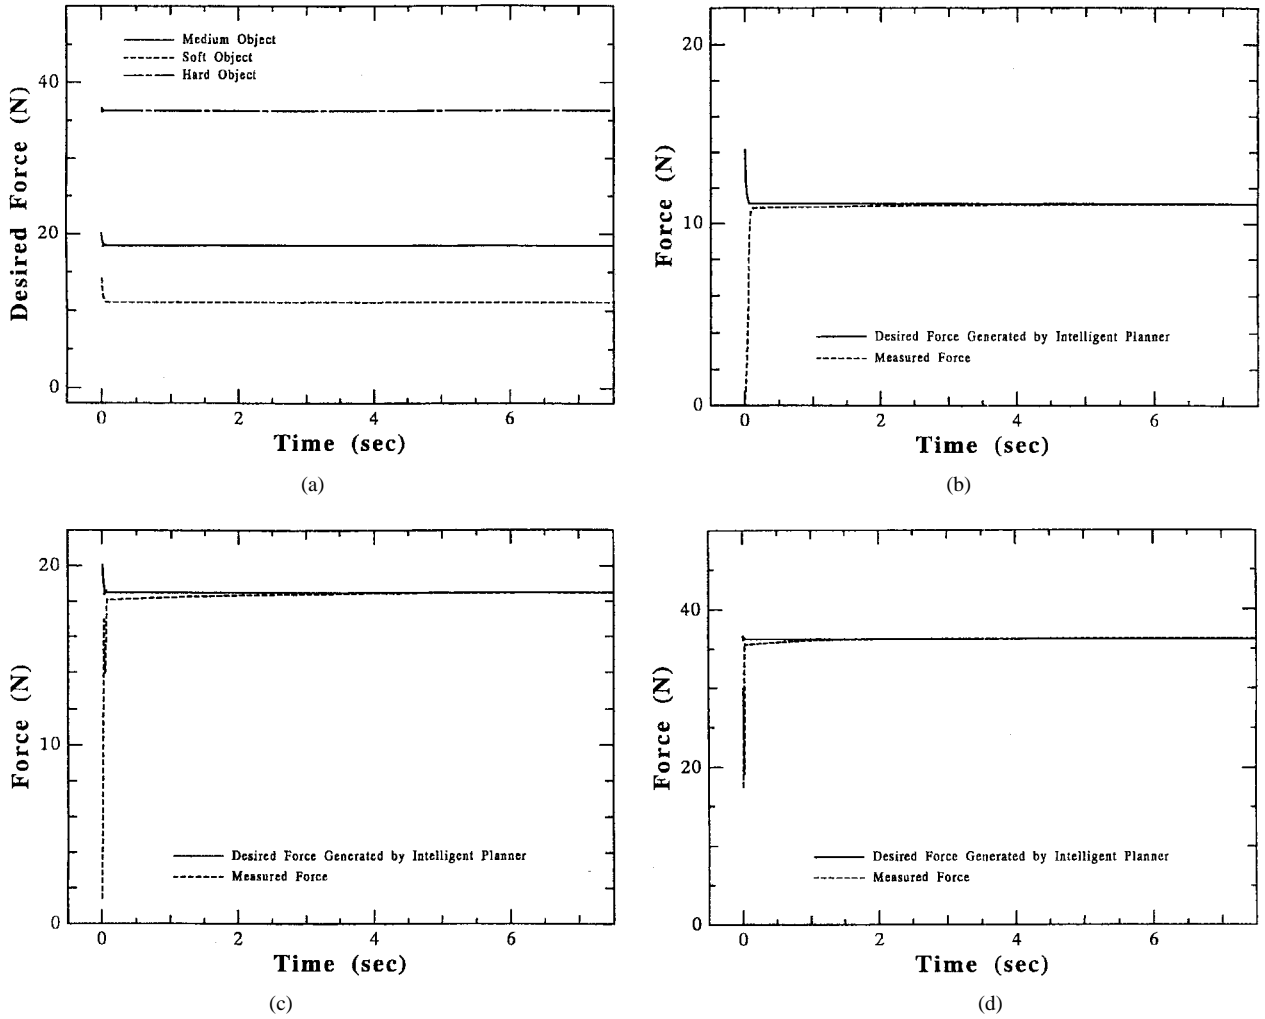 Medium Object
Soft Object
Hard Object
Desired Force (N)
40
20
0
0 2 4 6
Time (sec)
(a)
Force (N)
20
10
0
Desired Force Generated by Intelligent Planner
Measured Force
0 2 4 6
Time (sec)
(b)
Force (N)
20
10
0
Desired Force Generated by Intelligent Planner
Measured Force
0 2 4 6
Time (sec)
(c)
Force (N)
40
20
0
Desired Force Generated by Intelligent Planner
Measured Force
0 2 4 6
Time (sec)
(d)